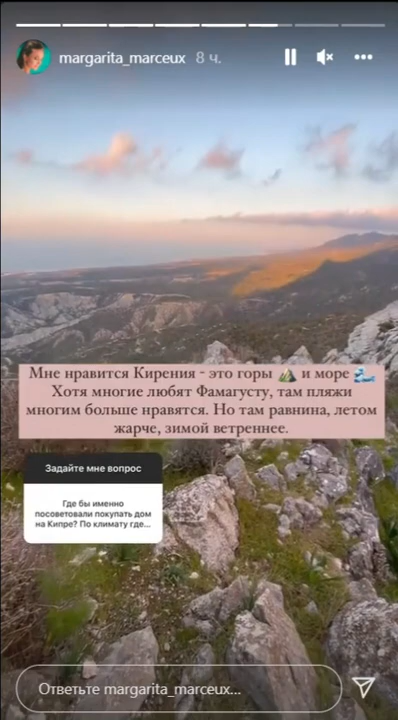 margarita_marceux 8 ч.
Мне нравится Кирения - это горы 🏔 и море 🌊
Хотя многие любят Фамагусту, там пляжи
многим больше нравятся. Но там равнина, летом
жарче, зимой ветреннее.
Задайте мне вопрос
Где бы именно
посоветовали покупать дом
на Кипре? По климату где...
Ответьте margarita_marceux...